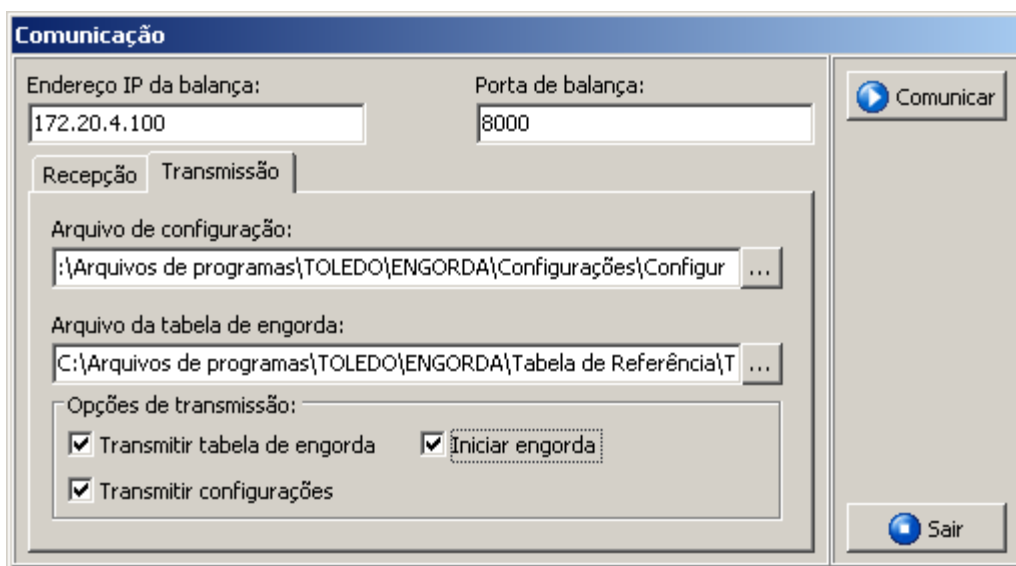 Comunicação
Endereço IP da balança:
Porta de balança:
172.20.4.100
8000
Comunicar
Recepção
Transmissão
Arquivo de configuração:
:\Arquivos de programas\TOLEDO\ENGORDA\Configurações\Configur
...
Arquivo da tabela de engorda:
C:\Arquivos de programas\TOLEDO\ENGORDA\Tabela de Referência\T
...
Opções de transmissão:
Transmitir tabela de engorda
Iniciar engorda
Transmitir configurações
Sair